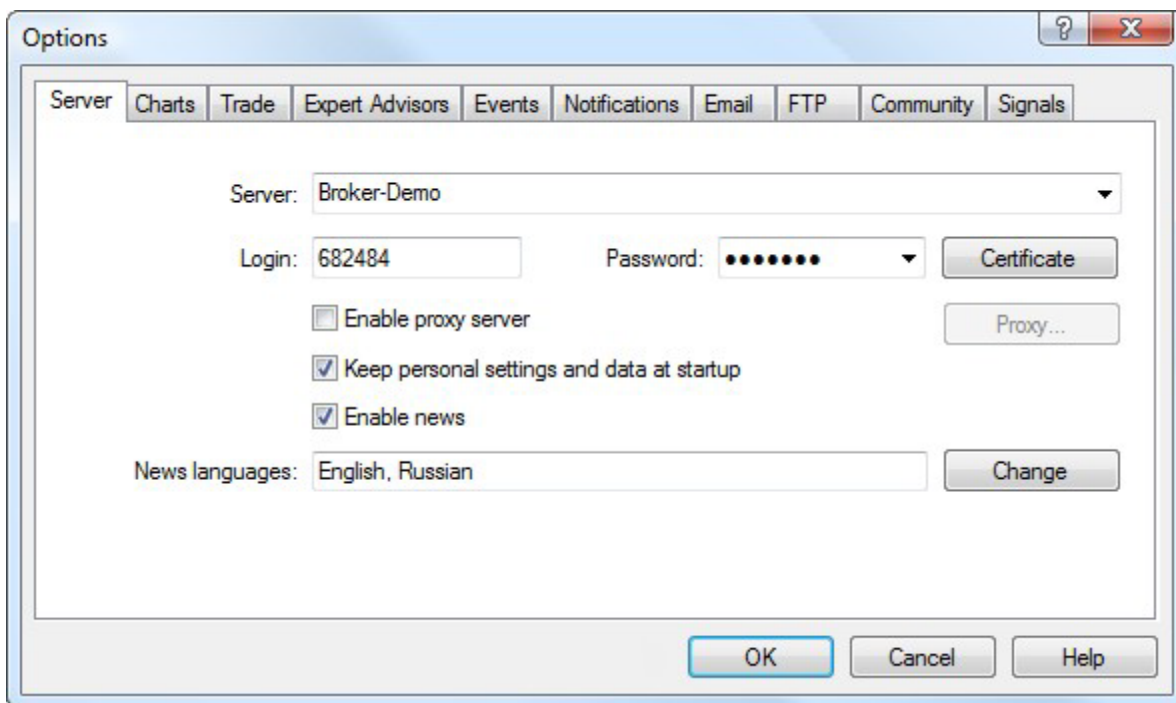 Options
Server Charts Trade Expert Advisors Events Notifications Email FTP Community Signals
Server: Broker-Demo
Login: 682484 Password: ●●●●●●● Certificate
Enable proxy server Proxy...
Keep personal settings and data at startup
Enable news
News languages: English, Russian Change
OK Cancel Help